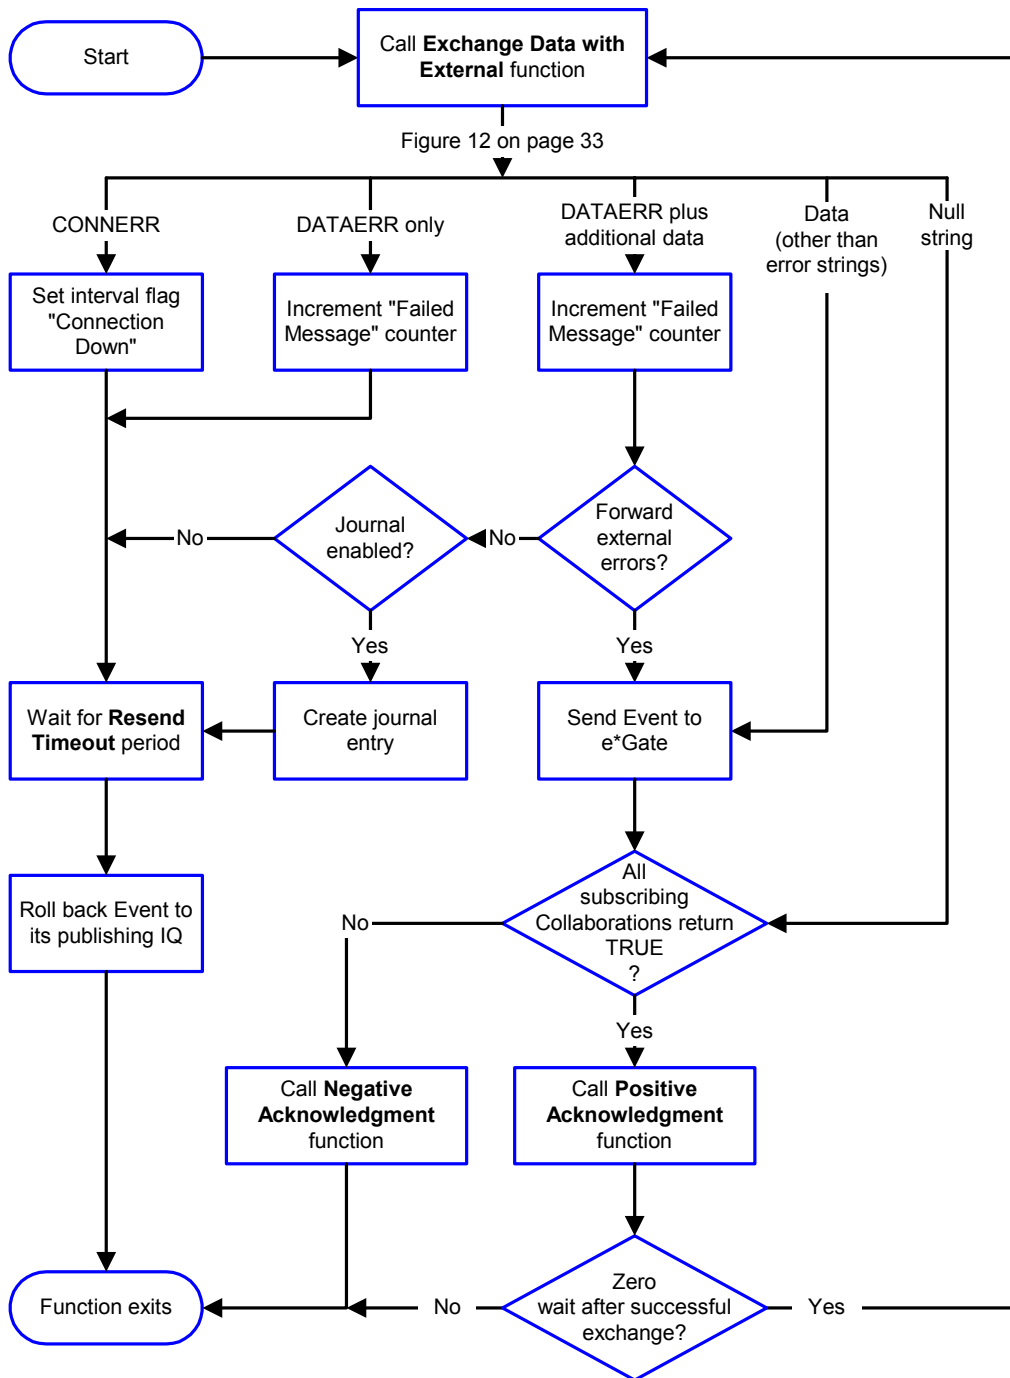 Start
Call Exchange Data with
External function
Figure 12 on page 33
CONNERR
DATAERR only
DATAERR plus
additional data
Data
(other than
error strings)
Null
string
Set interval flag
"Connection
Down"
Increment "Failed
Message" counter
Increment "Failed
Message" counter
No
Journal
enabled?
No
Forward
external
errors?
Yes
Yes
Wait for Resend
Timeout period
Create journal
entry
Send Event to
e*Gate
Roll back Event to
its publishing IQ
No
All
subscribing
Collaborations return
TRUE
?
Yes
Call Negative
Acknowledgment
function
Call Positive
Acknowledgment
function
Function exits
No
Zero
wait after successful
exchange?
Yes